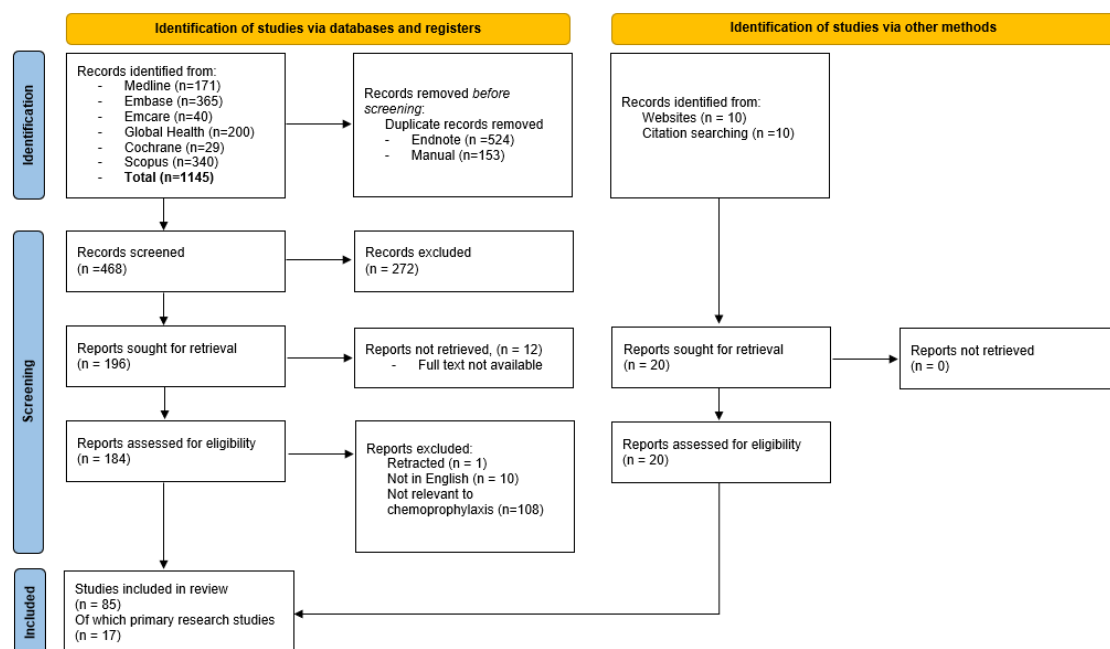 Identification of studies via databases and registers
Identification of studies via other methods
Identification
Records identified from:
- Medline (n=171)
- Embase (n=365)
- Emcare (n=40)
- Global Health (n=200)
- Cochrane (n=29)
- Scopus (n=340)
- Total (n=1145)
Records removed before
screening:
Duplicate records removed
- Endnote (n =524)
- Manual (n=153)
Records identified from:
Websites (n = 10)
Citation searching (n =10)
Screening
Records screened
(n =468)
Records excluded
(n = 272)
Reports sought for retrieval
(n = 196)
Reports not retrieved, (n = 12)
- Full text not available
Reports sought for retrieval
(n = 20)
Reports not retrieved
(n = 0)
Reports assessed for eligibility
(n = 184)
Reports excluded:
Retracted (n = 1)
Not in English (n = 10)
Not relevant to
chemoprophylaxis (n=108)
Reports assessed for eligibility
(n = 20)
Included
Studies included in review
(n = 85)
Of which primary research studies
(n = 17)